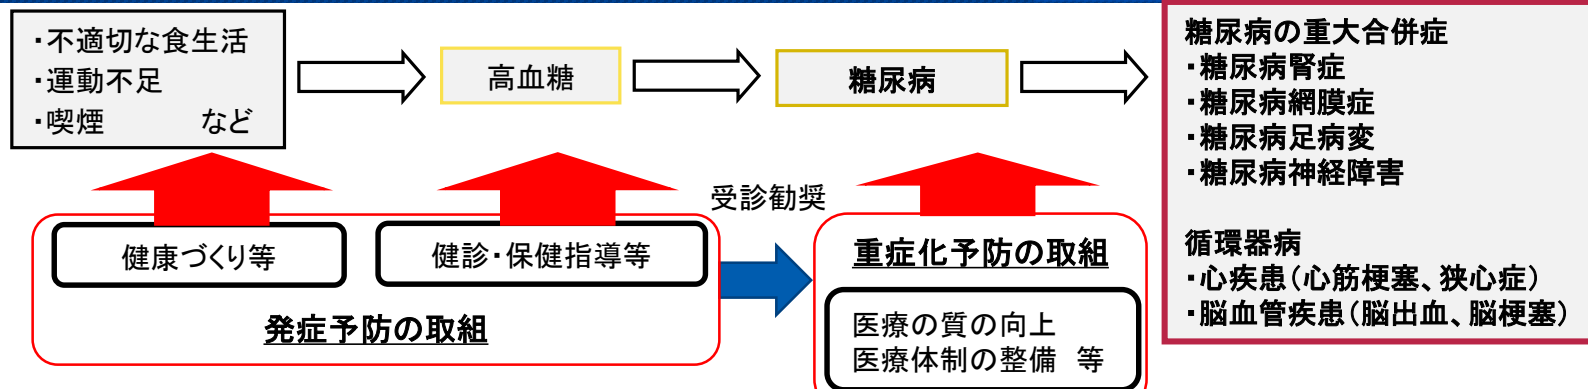 ・不適切な食生活
・運動不足
・喫煙　　　など
高血糖
糖尿病
糖尿病の重大合併症
・糖尿病腎症
・糖尿病網膜症
・糖尿病足病変
・糖尿病神経障害
循環器病
・心疾患（心筋梗塞、狭心症）
・脳血管疾患（脳出血、脳梗塞）
健康づくり等
健診・保健指導等
発症予防の取組
受診勧奨
重症化予防の取組
医療の質の向上
医療体制の整備　等